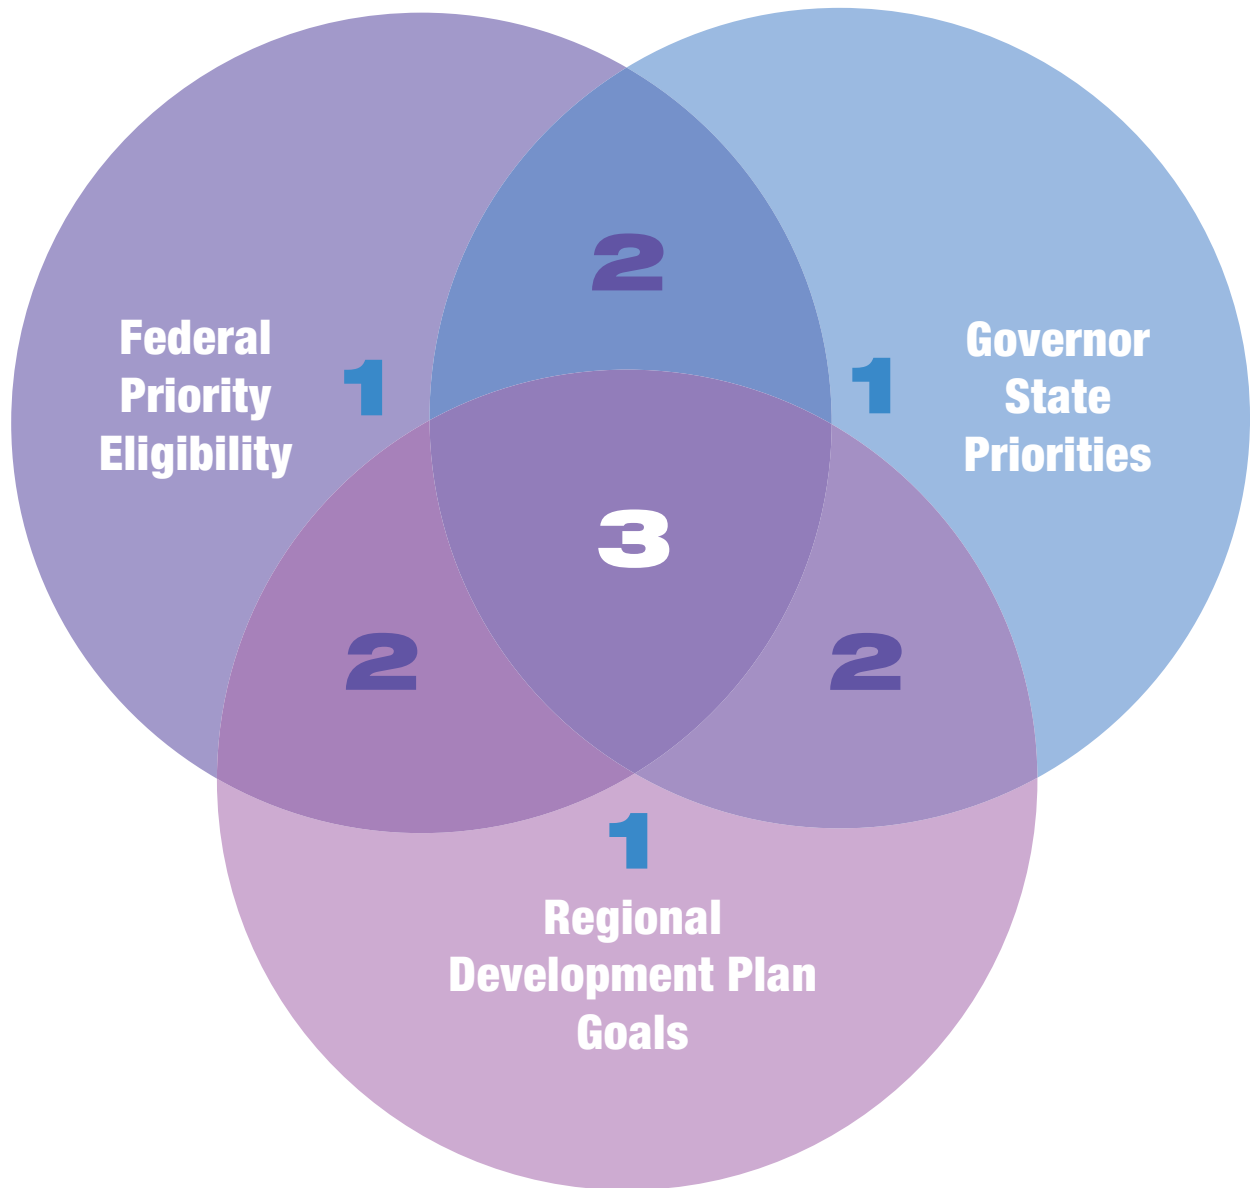 2
Federal
Priority
Eligibility
1
1
Governor
State
Priorities
3
2
2
1
Regional
Development Plan
Goals